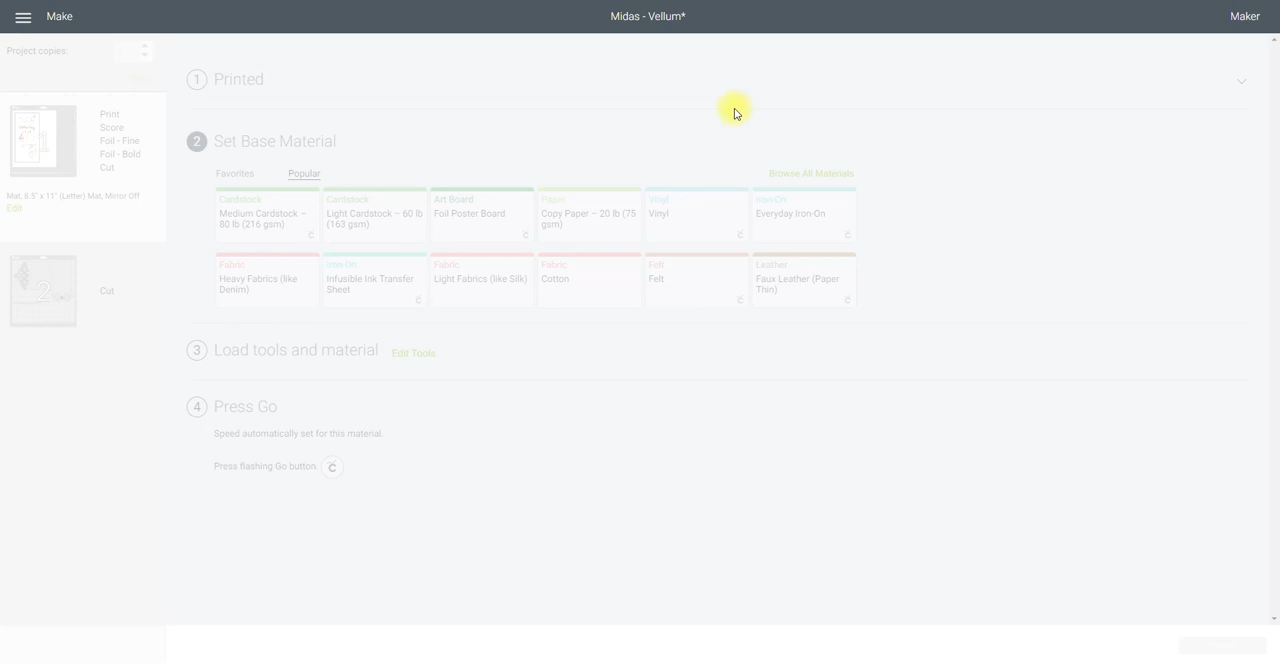 Make
Midas - Vellum*
Maker
Project copies:
1 Printed
Print
Score
Foil - Fine
Foil - Bold
Cut
Mat, 8.5" x 11" (Letter) Mat, Mirror Off
Edit
2
Cut
2 Set Base Material
Favorites
Popular
Browse All Materials
Cardstock
Medium Cardstock –
80 lb (216 gsm)
Cardstock
Light Cardstock – 60 lb
(163 gsm)
Art Board
Foil Poster Board
Paper
Copy Paper – 20 lb (75
gsm)
Vinyl
Vinyl
Iron-On
Everyday Iron-On
Fabric
Heavy Fabrics (like
Denim)
Iron-On
Infusible Ink Transfer
Sheet
Fabric
Light Fabrics (like Silk)
Fabric
Cotton
Felt
Felt
Leather
Faux Leather (Paper
Thin)
3 Load tools and material Edit Tools
4 Press Go
Speed automatically set for this material.
Press flashing Go button.